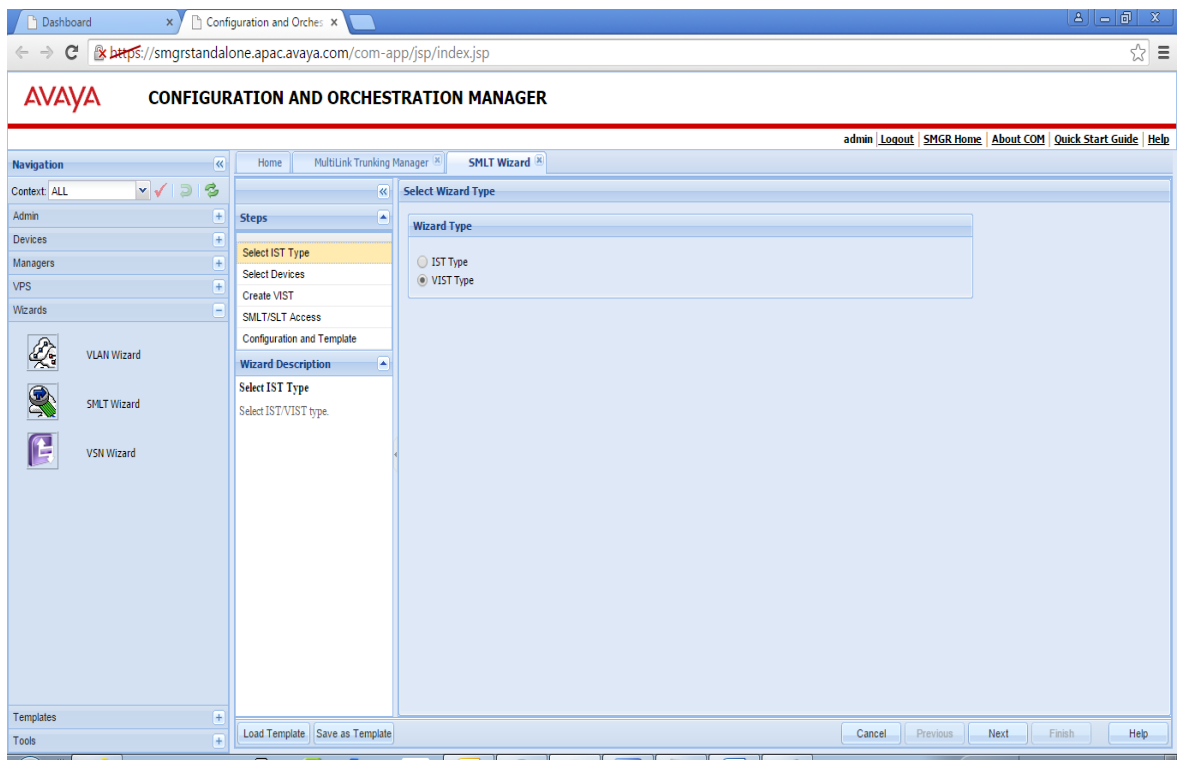 Dashboard x
Configuration and Orches x
https://smgrstandalone.apac.avaya.com/com-app/jsp/index.jsp
AVAYA CONFIGURATION AND ORCHESTRATION MANAGER
admin | Logout | SMGR Home | About COM | Quick Start Guide | Help
Navigation
Context: ALL
Admin
Devices
Managers
VPS
Wizards
VLAN Wizard
SMLT Wizard
VSN Wizard
Templates
Tools
Home
MultiLink Trunking Manager
SMLT Wizard
Steps
Select IST Type
Select Devices
Create VIST
SMLT/SLT Access
Configuration and Template
Wizard Description
Select IST Type
Select IST/VIST type.
Load Template
Save as Template
Select Wizard Type
Wizard Type
IST Type
VIST Type
Cancel
Previous
Next
Finish
Help